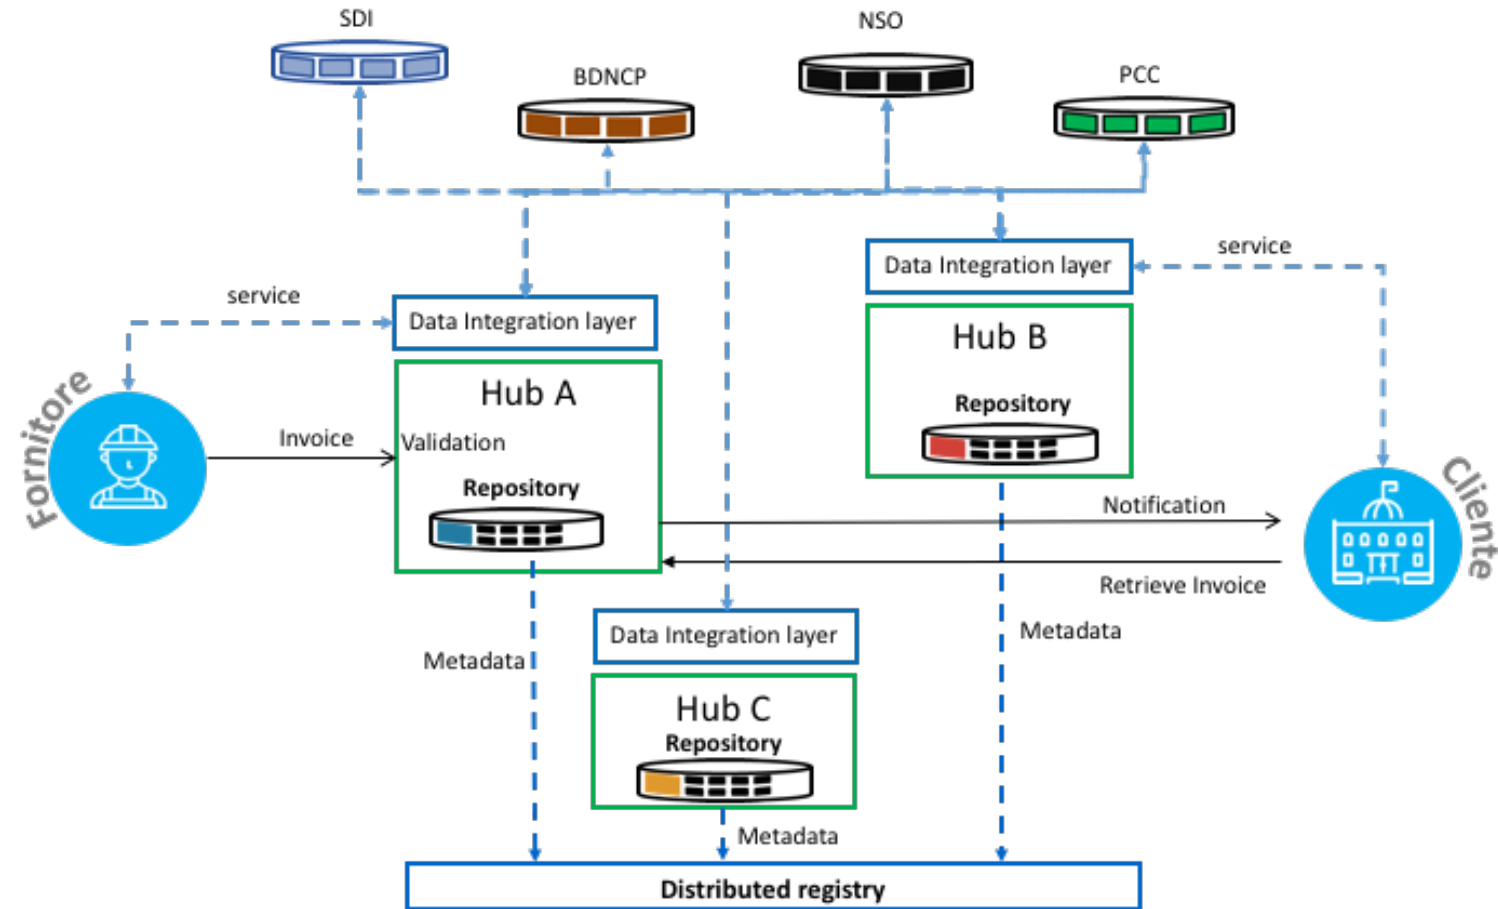 SDI
NSO
BDNCP
PCC
service
Data Integration layer
service
Data Integration layer
Hub B
Repository
Fornitore
Hub A
Invoice
Validation
Repository
Cliente
Notification
Retrieve Invoice
Data Integration layer
Metadata
Metadata
Hub C
Repository
Metadata
Distributed registry